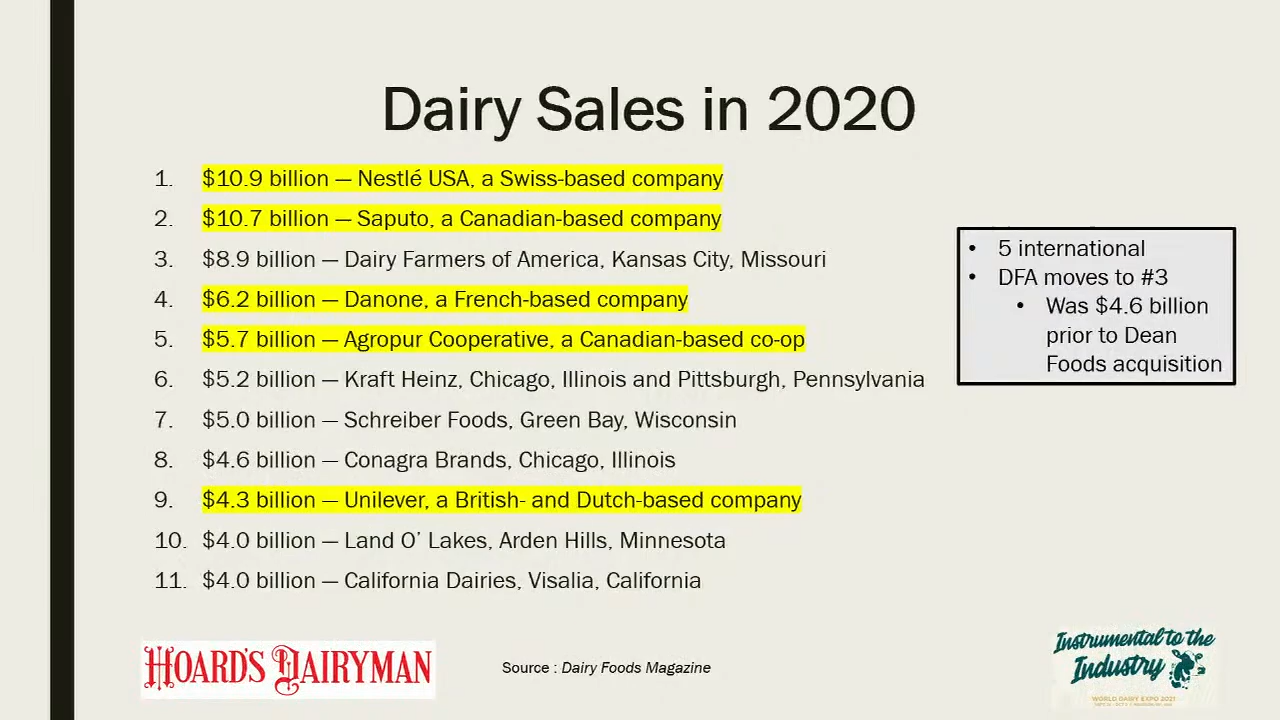 Dairy Sales in 2020
1. $10.9 billion — Nestlé USA, a Swiss-based company
2. $10.7 billion — Saputo, a Canadian-based company
3. $8.9 billion — Dairy Farmers of America, Kansas City, Missouri
4. $6.2 billion — Danone, a French-based company
5. $5.7 billion — Agropur Cooperative, a Canadian-based co-op
6. $5.2 billion — Kraft Heinz, Chicago, Illinois and Pittsburgh, Pennsylvania
7. $5.0 billion — Schreiber Foods, Green Bay, Wisconsin
8. $4.6 billion — Conagra Brands, Chicago, Illinois
9. $4.3 billion — Unilever, a British- and Dutch-based company
10. $4.0 billion — Land O’ Lakes, Arden Hills, Minnesota
11. $4.0 billion — California Dairies, Visalia, California
• 5 international
• DFA moves to #3
• Was $4.6 billion
prior to Dean
Foods acquisition
HOARD'S DAIRYMAN
Source : Dairy Foods Magazine
Instrumental to the
Industry
WORLD DAIRY EXPO 2021